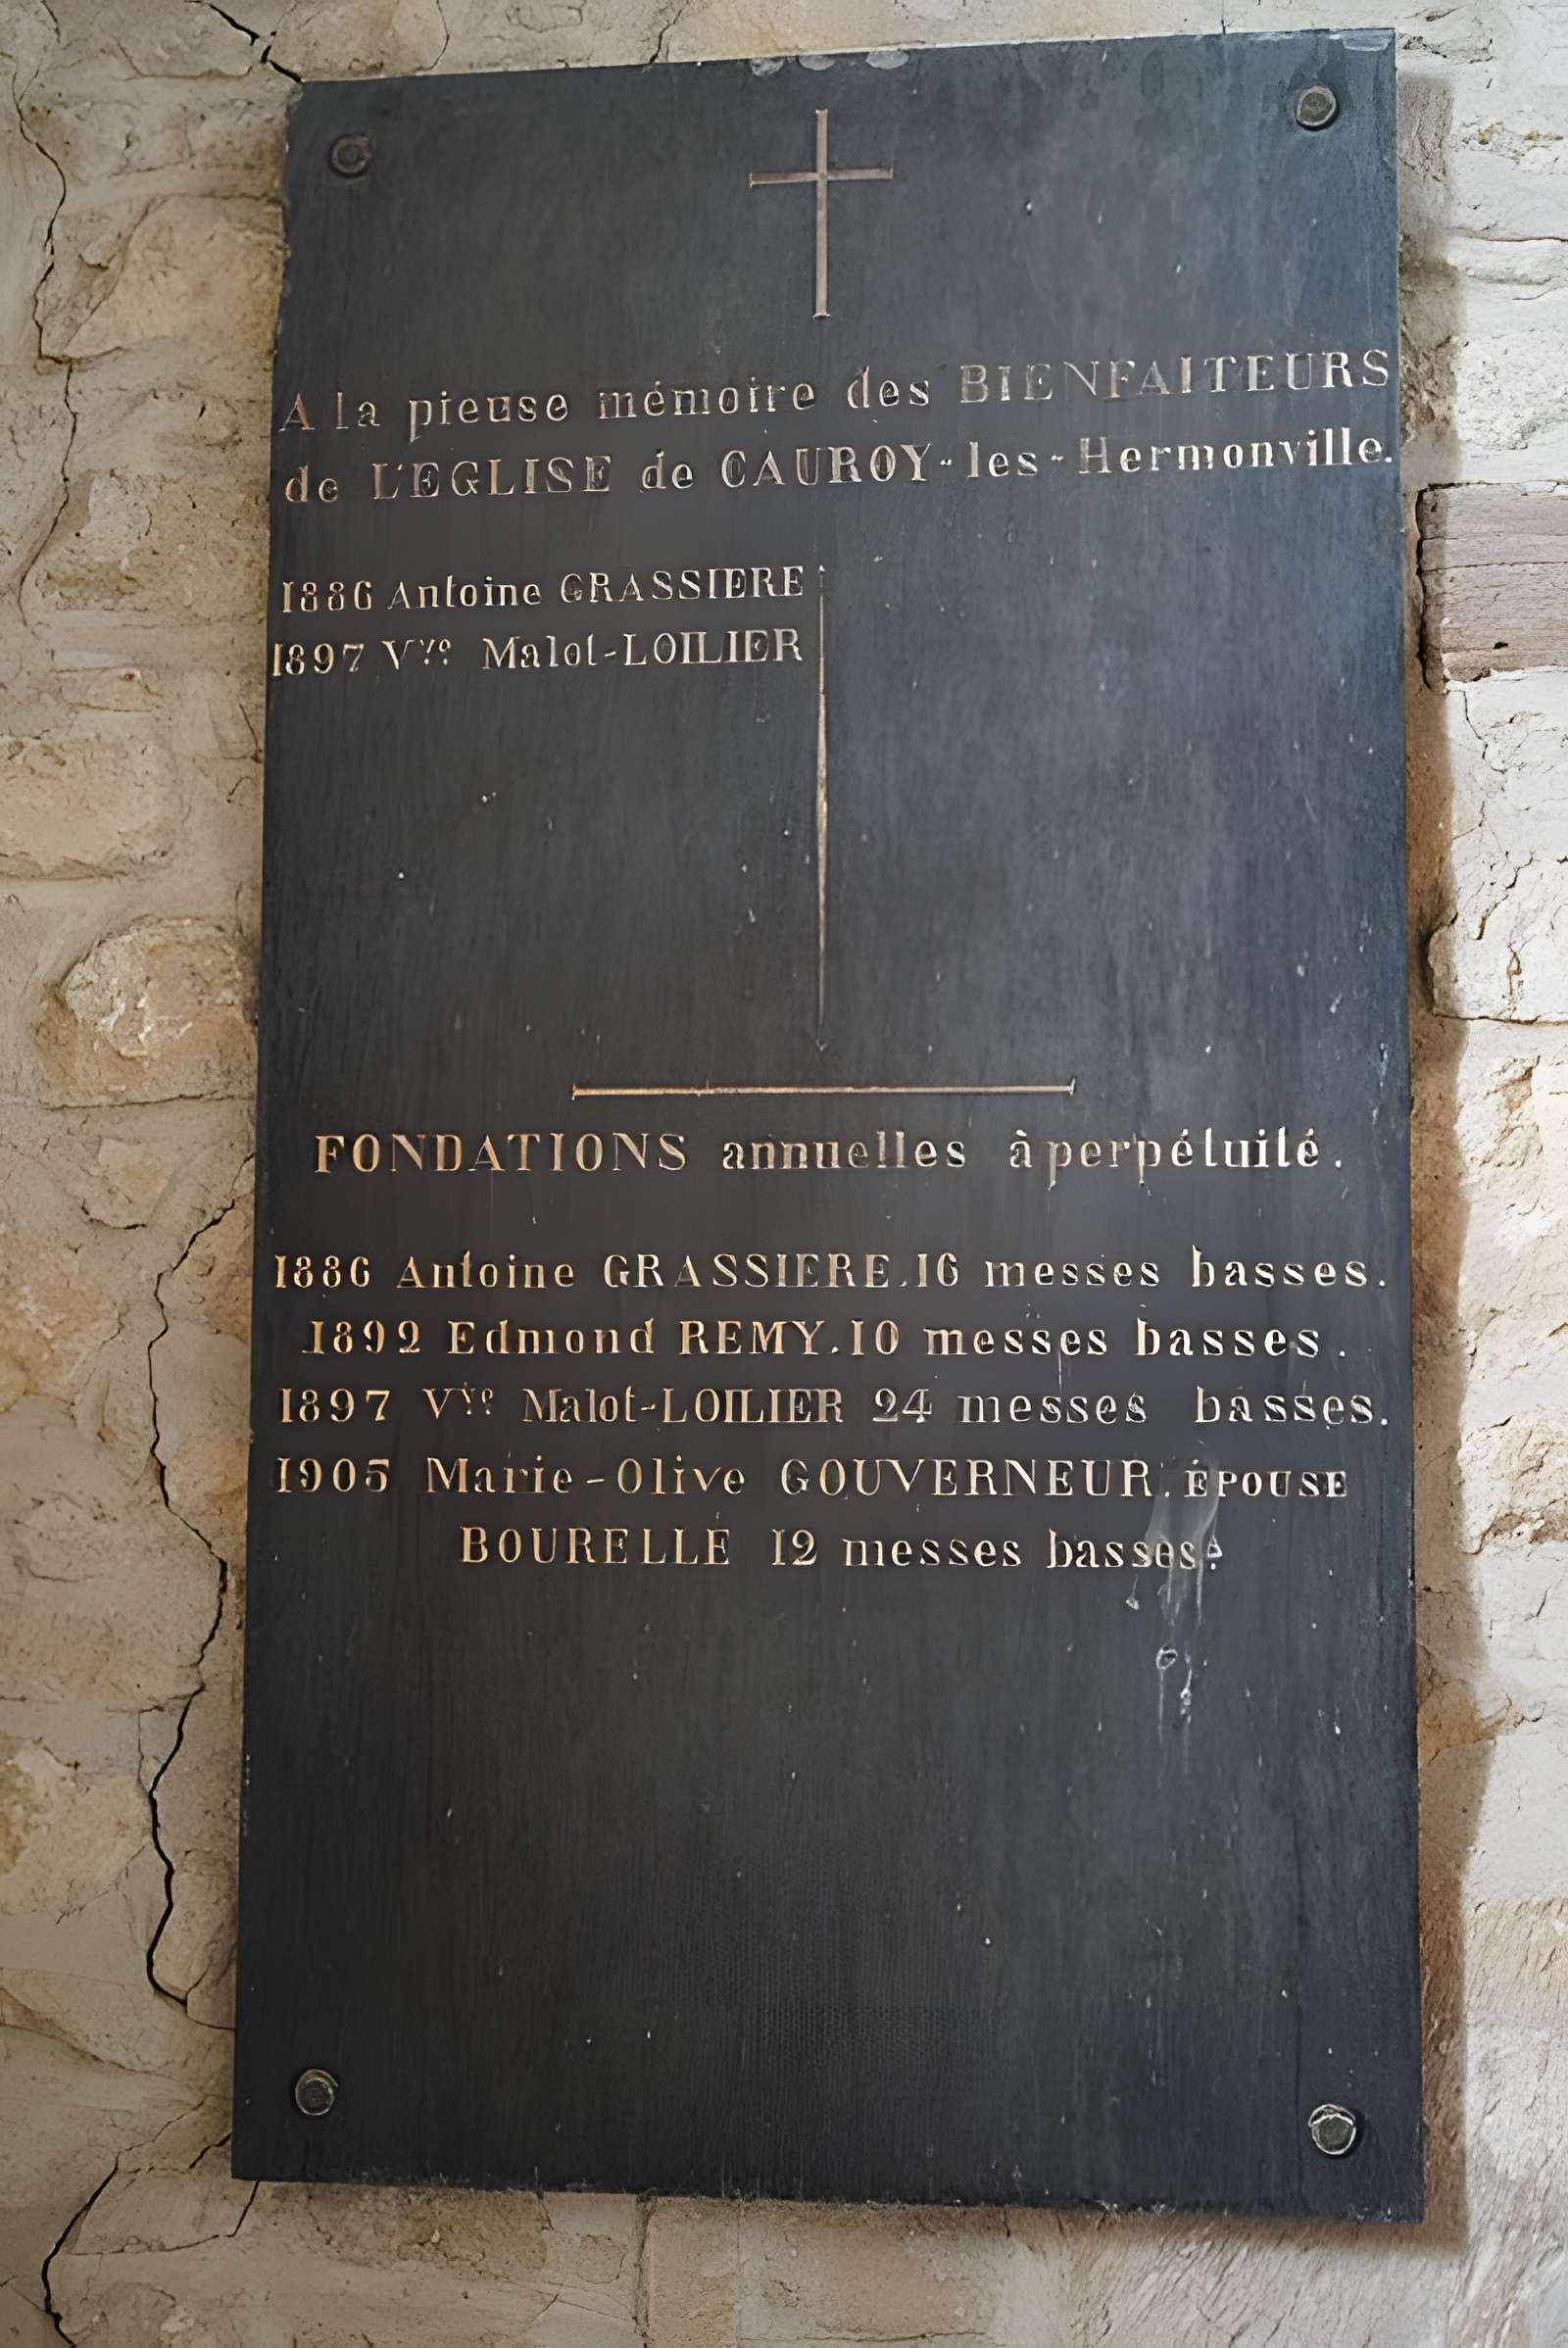 A la pieuse mémoire des BIENFAITEURS
de L'EGLISE de CAUROY-les-Hermonville.
1886 Antoine GRASSIERE
1897 Vve Malot-LOILIER
FONDATIONS annuelles à perpétuité.
1886 Antoine GRASSIERE. 16 messes basses.
1892 Edmond REMY. 10 messes basses.
1897 Vve Malot-LOILIER 24 messes basses.
1905 Marie-Olive GOUVERNEUR. ÉPOUSE
BOURELLE 12 messes basses.